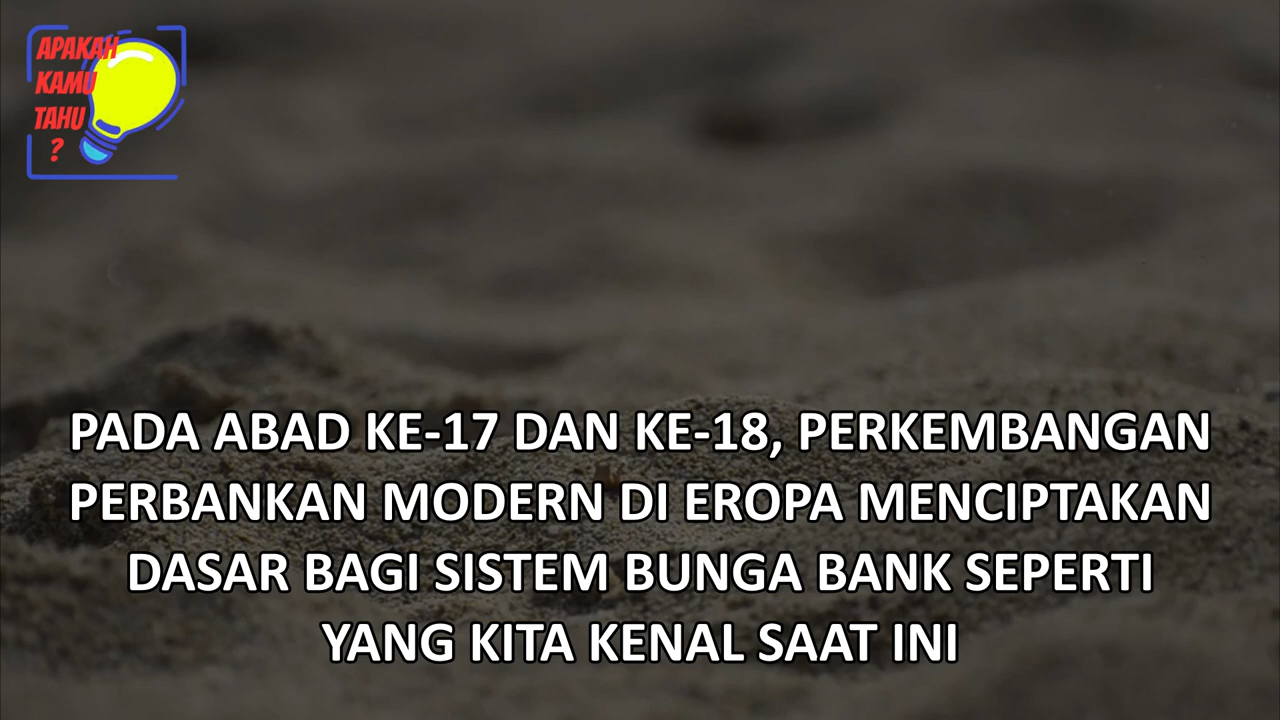 APAKAH
KAMU
TAHU
?
PADA ABAD KE-17 DAN KE-18, PERKEMBANGAN
PERBANKAN MODERN DI EROPA MENCIPTAKAN
DASAR BAGI SISTEM BUNGA BANK SEPERTI
YANG KITA KENAL SAAT INI